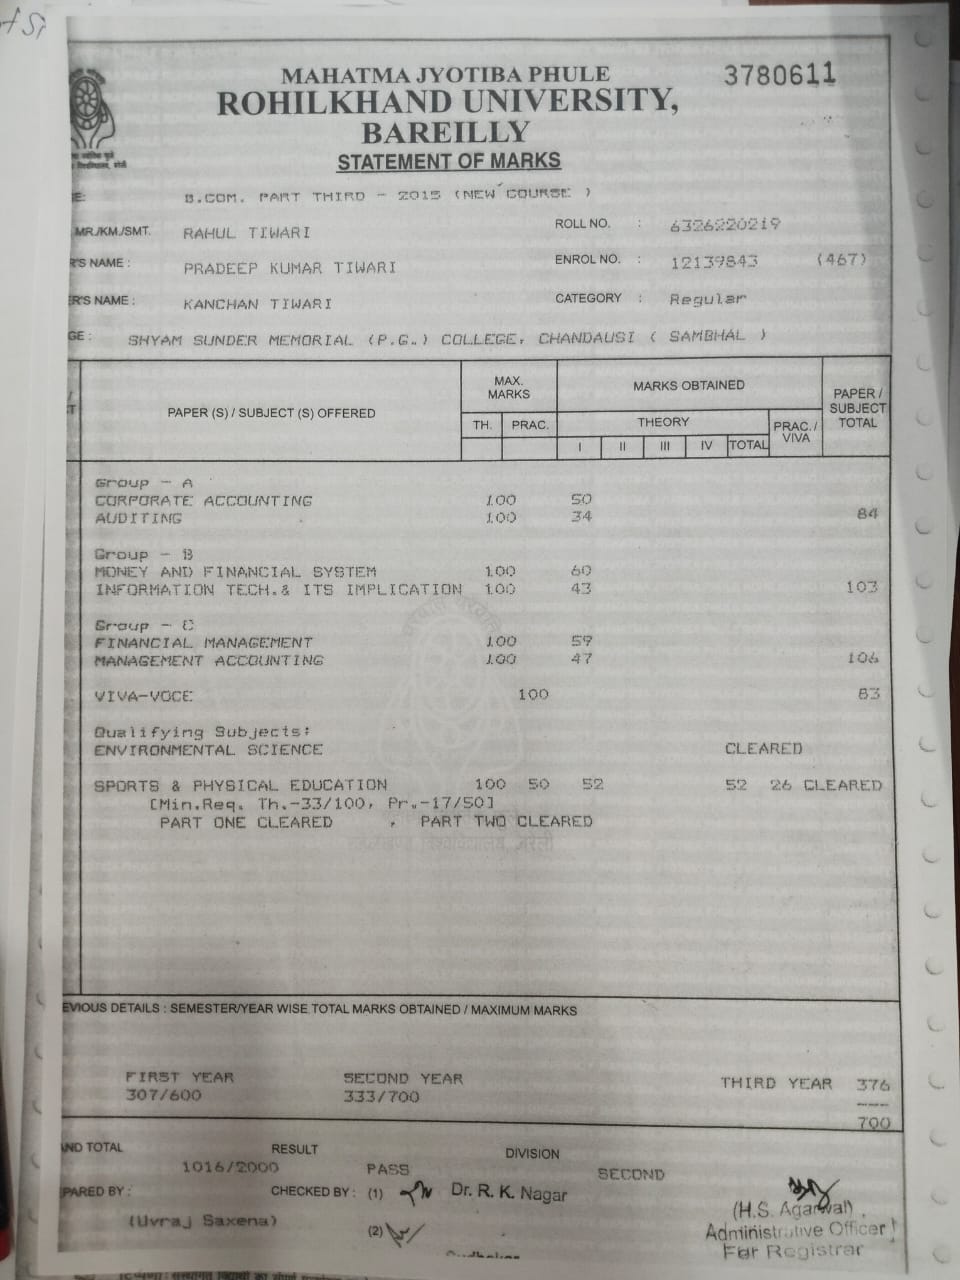 MAHATMA JYOTIBA PHULE 3780611
ROHILKHAND UNIVERSITY,
BAREILLY
STATEMENT OF MARKS
E: B.COM. PART THIRD - 2015 (NEW COURSE )
MR./KM./SMT. RAHUL TIWARI ROLL NO. : 6326220219
R'S NAME : PRADEEP KUMAR TIWARI ENROL NO. : 12139843 (467)
ER'S NAME : KANCHAN TIWARI CATEGORY : Regular
GE : SHYAM SUNDER MEMORIAL (P.G.) COLLEGE, CHANDAUSI ( SAMBHAL )
PAPER (S) / SUBJECT (S) OFFERED MAX. MARKS MARKS OBTAINED PAPER / SUBJECT TOTAL
TH. PRAC. THEORY PRAC./ VIVA
I II III IV TOTAL
Group - A
CORPORATE ACCOUNTING 100 50
AUDITING 100 34 84
Group - B
MONEY AND FINANCIAL SYSTEM 100 60
INFORMATION TECH.& ITS IMPLICATION 100 43 103
Group - C
FINANCIAL MANAGEMENT 100 59
MANAGEMENT ACCOUNTING 100 47 106
VIVA-VOCE 100 83
Qualifying Subjects:
ENVIRONMENTAL SCIENCE CLEARED
SPORTS & PHYSICAL EDUCATION 100 50 52 52 26 CLEARED
[Min.Req. Th.-33/100, Pr.-17/50]
PART ONE CLEARED , PART TWO CLEARED
EVIOUS DETAILS : SEMESTER/YEAR WISE TOTAL MARKS OBTAINED / MAXIMUM MARKS
FIRST YEAR SECOND YEAR THIRD YEAR 376
307/600 333/700 ----
700
AND TOTAL RESULT DIVISION
1016/2000 PASS SECOND
PARED BY : CHECKED BY : (1) Dr. R. K. Nagar
(Uvraj Saxena) (2)
(H.S. Agarwal)
Administrative Officer
For Registrar